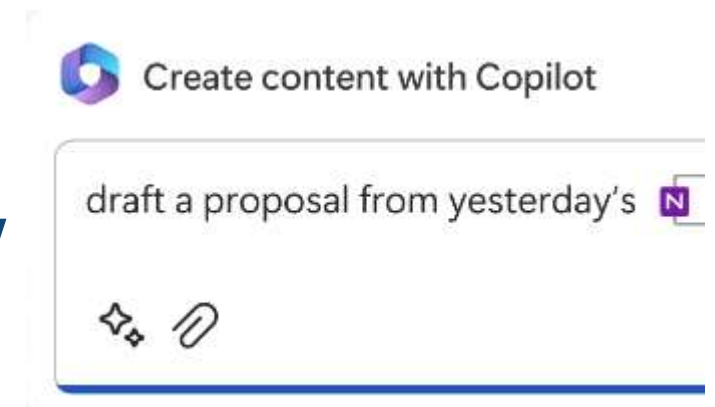 Create content with Copilot
draft a proposal from yesterday's N